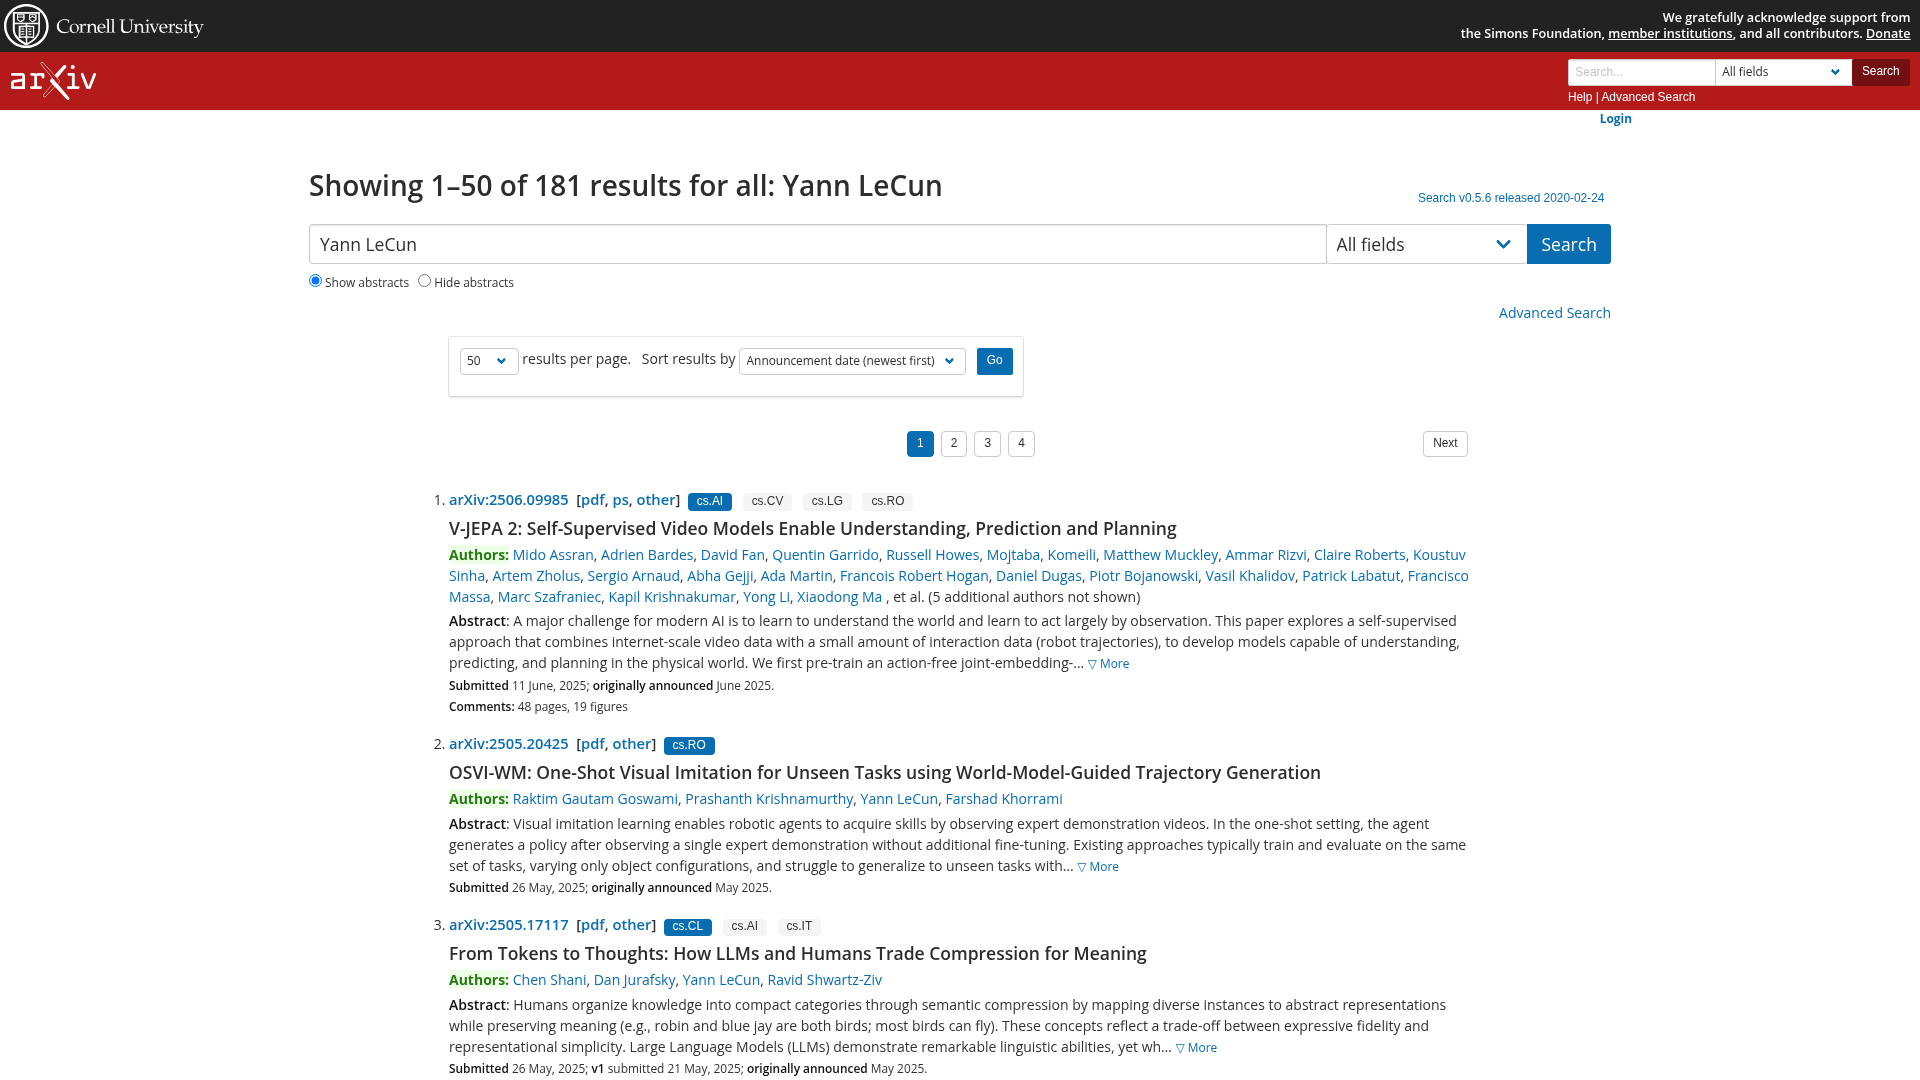 Cornell University
We gratefully acknowledge support from
the Simons Foundation, member institutions, and all contributors. Donate
arXiv
Search...
All fields
Search
Help | Advanced Search
Login
Showing 1–50 of 181 results for all: Yann LeCun
Search v0.5.6 released 2020-02-24
Yann LeCun
All fields
Search
Show abstracts Hide abstracts
Advanced Search
50 results per page. Sort results by Announcement date (newest first) Go
1 2 3 4 Next
1. arXiv:2506.09985 [pdf, ps, other] cs.AI cs.CV cs.LG cs.RO
V-JEPA 2: Self-Supervised Video Models Enable Understanding, Prediction and Planning
Authors: Mido Assran, Adrien Bardes, David Fan, Quentin Garrido, Russell Howes, Mojtaba, Komeili, Matthew Muckley, Ammar Rizvi, Claire Roberts, Koustuv
Sinha, Artem Zholus, Sergio Arnaud, Abha Gejji, Ada Martin, Francois Robert Hogan, Daniel Dugas, Piotr Bojanowski, Vasil Khalidov, Patrick Labatut, Francisco
Massa, Marc Szafraniec, Kapil Krishnakumar, Yong Li, Xiaodong Ma , et al. (5 additional authors not shown)
Abstract: A major challenge for modern AI is to learn to understand the world and learn to act largely by observation. This paper explores a self-supervised
approach that combines internet-scale video data with a small amount of interaction data (robot trajectories), to develop models capable of understanding,
predicting, and planning in the physical world. We first pre-train an action-free joint-embedding-… ▽ More
Submitted 11 June, 2025; originally announced June 2025.
Comments: 48 pages, 19 figures
2. arXiv:2505.20425 [pdf, other] cs.RO
OSVI-WM: One-Shot Visual Imitation for Unseen Tasks using World-Model-Guided Trajectory Generation
Authors: Raktim Gautam Goswami, Prashanth Krishnamurthy, Yann LeCun, Farshad Khorrami
Abstract: Visual imitation learning enables robotic agents to acquire skills by observing expert demonstration videos. In the one-shot setting, the agent
generates a policy after observing a single expert demonstration without additional fine-tuning. Existing approaches typically train and evaluate on the same
set of tasks, varying only object configurations, and struggle to generalize to unseen tasks with… ▽ More
Submitted 26 May, 2025; originally announced May 2025.
3. arXiv:2505.17117 [pdf, other] cs.CL cs.AI cs.IT
From Tokens to Thoughts: How LLMs and Humans Trade Compression for Meaning
Authors: Chen Shani, Dan Jurafsky, Yann LeCun, Ravid Shwartz-Ziv
Abstract: Humans organize knowledge into compact categories through semantic compression by mapping diverse instances to abstract representations
while preserving meaning (e.g., robin and blue jay are both birds; most birds can fly). These concepts reflect a trade-off between expressive fidelity and
representational simplicity. Large Language Models (LLMs) demonstrate remarkable linguistic abilities, yet wh… ▽ More
Submitted 26 May, 2025; v1 submitted 21 May, 2025; originally announced May 2025.